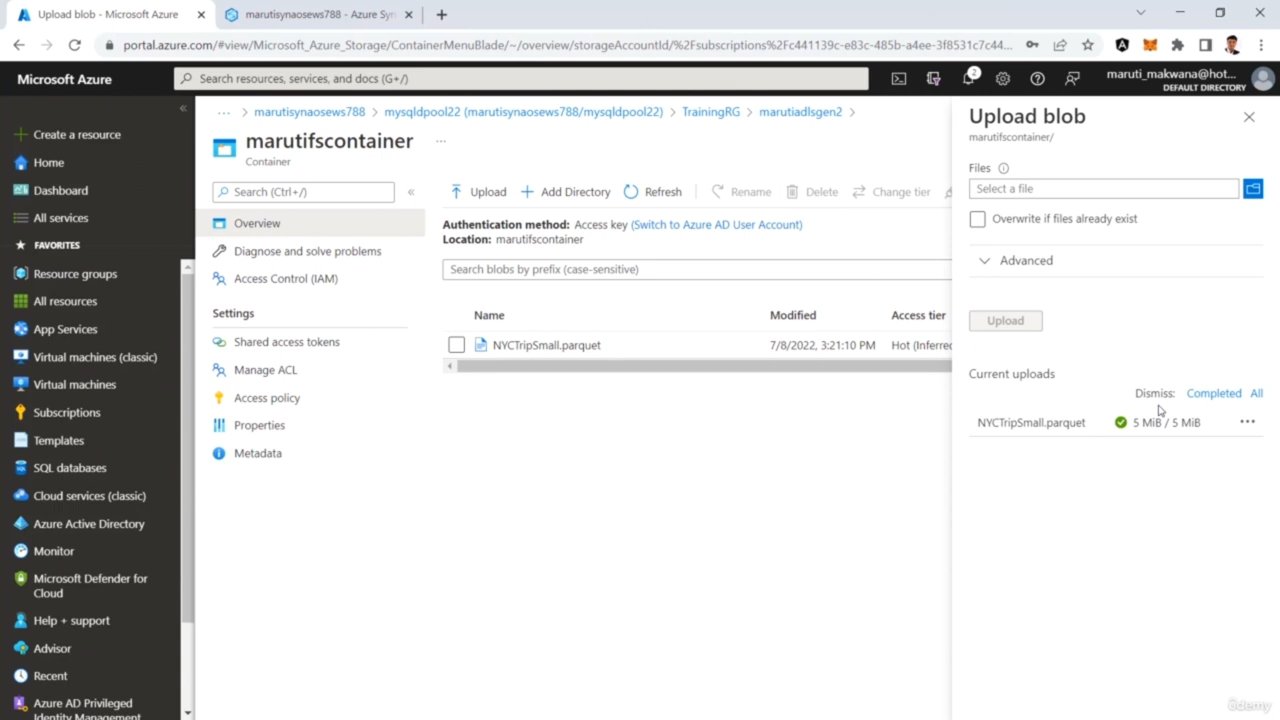 Upload blob - Microsoft Azure
marutisynaosews788 - Azure Syn
portal.azure.com/#view/Microsoft_Azure_Storage/ContainerMenuBlade/~/overview/storageAccountId/%2Fsubscriptions%2Fc441139c-e83c-485b-a4ee-3f8531c7c44...
Microsoft Azure
Search resources, services, and docs (G+/)
2
maruti_makwana@hot...
DEFAULT DIRECTORY
Create a resource
Home
Dashboard
All services
FAVORITES
Resource groups
All resources
App Services
Virtual machines (classic)
Virtual machines
Subscriptions
Templates
SQL databases
Cloud services (classic)
Azure Active Directory
Monitor
Microsoft Defender for
Cloud
Help + support
Advisor
Recent
Azure AD Privileged
Identity Management
... > marutisynaosews788 > mysqldpool22 (marutisynaosews788/mysqldpool22) > TrainingRG > marutiadlsgen2 >
marutifscontainer ...
Container
Search (Ctrl+/)
Overview
Diagnose and solve problems
Access Control (IAM)
Settings
Shared access tokens
Manage ACL
Access policy
Properties
Metadata
Upload Add Directory Refresh Rename Delete Change tier
Authentication method: Access key (Switch to Azure AD User Account)
Location: marutifscontainer
Search blobs by prefix (case-sensitive)
Name Modified Access tier
NYCTripSmall.parquet 7/8/2022, 3:21:10 PM Hot (Inferred
Upload blob
marutifscontainer/
Files
Select a file
Overwrite if files already exist
Advanced
Upload
Current uploads
Dismiss: Completed All
NYCTripSmall.parquet 5 MiB / 5 MiB ...
ûdemy